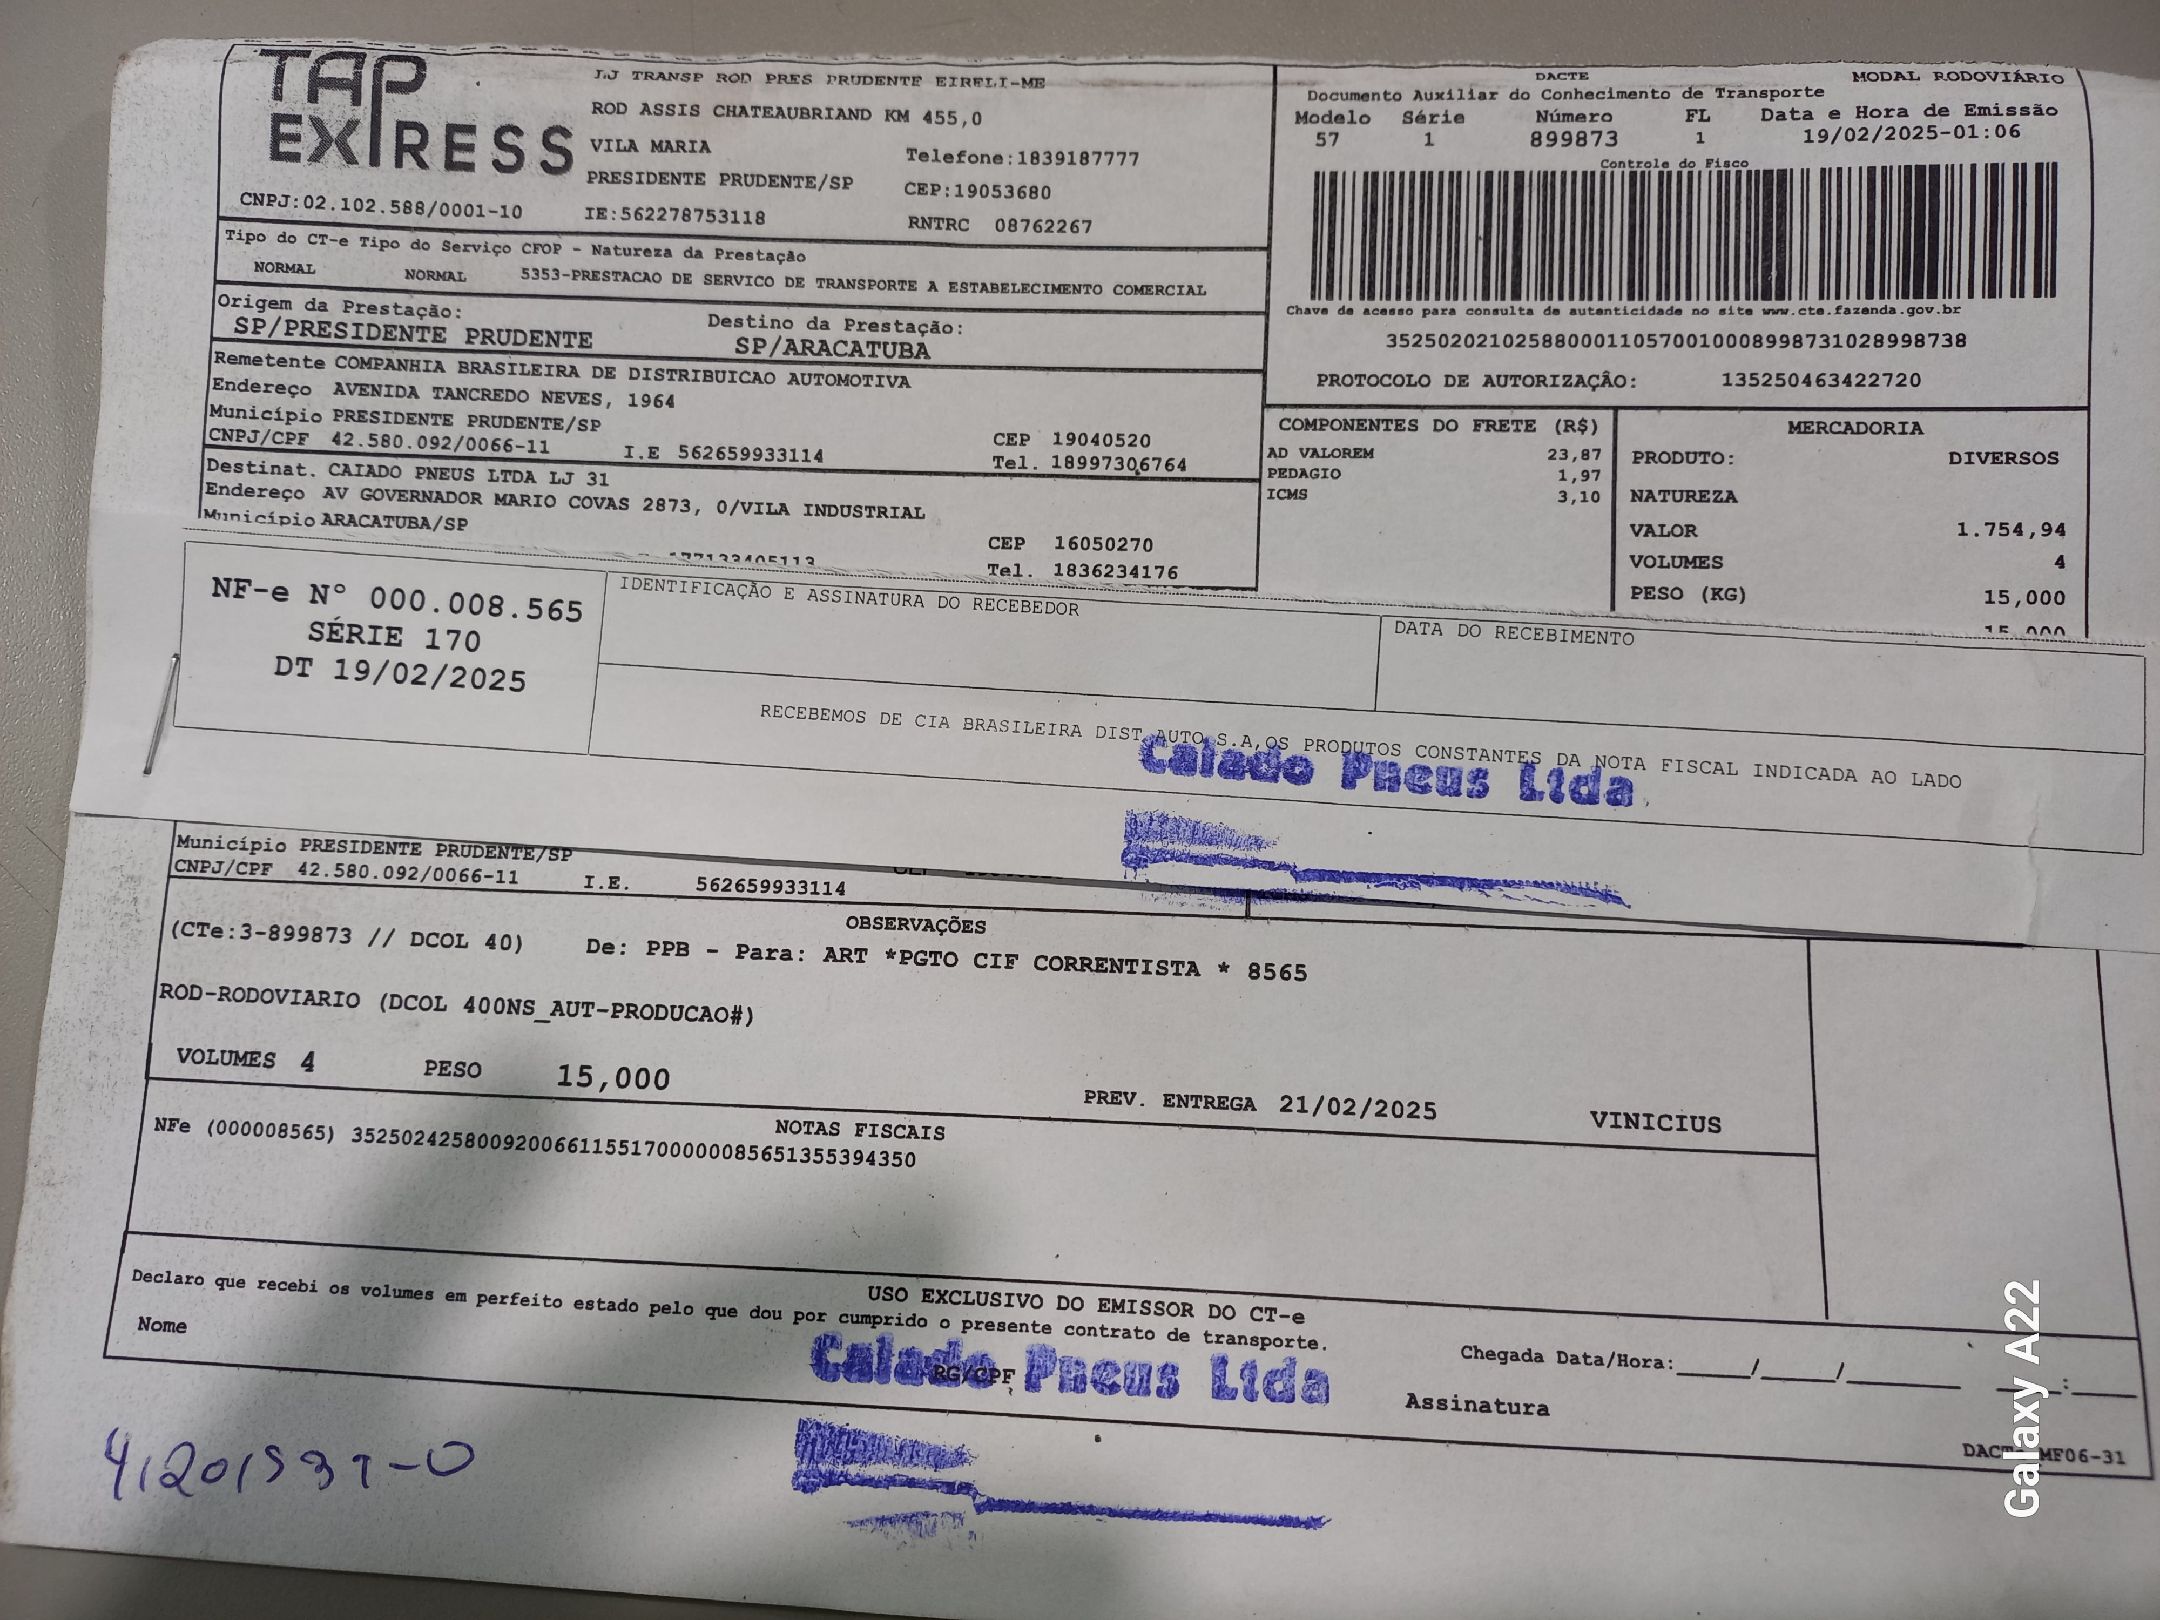 TAP EXPRESS
LJ TRANSP ROD PRES PRUDENTE EIRELI-ME
ROD ASSIS CHATEAUBRIAND KM 455,0
VILA MARIA Telefone:1839187777
PRESIDENTE PRUDENTE/SP CEP:19053680
CNPJ:02.102.588/0001-10 IE:562278753118 RNTRC 08762267
DACTE MODAL RODOVIÁRIO
Documento Auxiliar do Conhecimento de Transporte
Modelo Série Número FL Data e Hora de Emissão
57 1 899873 1 19/02/2025-01:06
Controle do Fisco
Chave de acesso para consulta de autenticidade no site www.cte.fazenda.gov.br
35250202102588000110570010008998731028998738
PROTOCOLO DE AUTORIZAÇÂO: 135250463422720
Tipo do CT-e Tipo do Serviço CFOP - Natureza da Prestação
NORMAL NORMAL 5353-PRESTACAO DE SERVICO DE TRANSPORTE A ESTABELECIMENTO COMERCIAL
Origem da Prestação: Destino da Prestação:
SP/PRESIDENTE PRUDENTE SP/ARACATUBA
Remetente COMPANHIA BRASILEIRA DE DISTRIBUICAO AUTOMOTIVA
Endereço AVENIDA TANCREDO NEVES, 1964
Município PRESIDENTE PRUDENTE/SP CEP 19040520
CNPJ/CPF 42.580.092/0066-11 I.E 562659933114 Tel. 18997306764
Destinat. CAIADO PNEUS LTDA LJ 31
Endereço AV GOVERNADOR MARIO COVAS 2873, 0/VILA INDUSTRIAL
Município ARACATUBA/SP CEP 16050270
177133405113 Tel. 1836234176
COMPONENTES DO FRETE (R$)
AD VALOREM 23,87
PEDAGIO 1,97
ICMS 3,10
MERCADORIA
PRODUTO: DIVERSOS
NATUREZA
VALOR 1.754,94
VOLUMES 4
PESO (KG) 15,000
15,000
NF-e Nº 000.008.565
SÉRIE 170
DT 19/02/2025
IDENTIFICAÇÃO E ASSINATURA DO RECEBEDOR
DATA DO RECEBIMENTO
RECEBEMOS DE CIA BRASILEIRA DIST AUTO S.A,OS PRODUTOS CONSTANTES DA NOTA FISCAL INDICADA AO LADO
Caiado Pneus Ltda
Município PRESIDENTE PRUDENTE/SP
CNPJ/CPF 42.580.092/0066-11 I.E. 562659933114
OBSERVAÇÕES
(CTe:3-899873 // DCOL 40) De: PPB - Para: ART *PGTO CIF CORRENTISTA * 8565
ROD-RODOVIARIO (DCOL 400NS_AUT-PRODUCAO#)
VOLUMES 4 PESO 15,000 PREV. ENTREGA 21/02/2025 VINICIUS
NOTAS FISCAIS
NFe (000008565) 35250242580092006611551700000085651355394350
USO EXCLUSIVO DO EMISSOR DO CT-e
Declaro que recebi os volumes em perfeito estado pelo que dou por cumprido o presente contrato de transporte.
Nome RG/CPF Chegada Data/Hora:_____/_____/_______ ____:____
Caiado Pneus Ltda
Assinatura
MF06-31
Galaxy A22